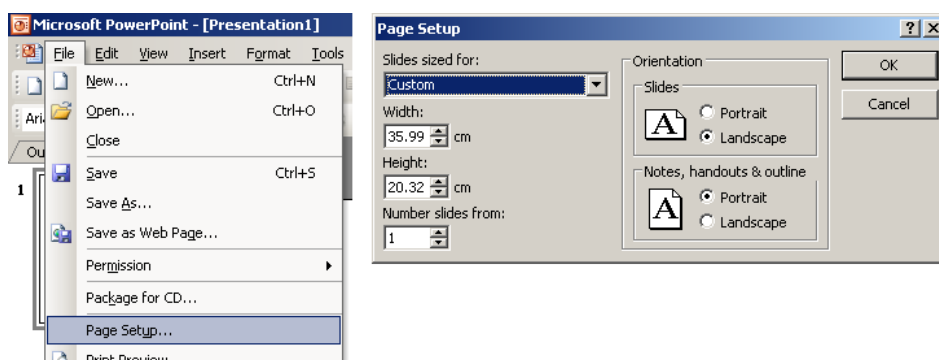 Microsoft PowerPoint - [Presentation1]
File Edit View Insert Format Tools
New... Ctrl+N
Open... Ctrl+O
Close
Save Ctrl+S
Save As...
Save as Web Page...
Permission
Package for CD...
Page Setup...
Print Preview
1
Page Setup
Slides sized for:
Custom
Width:
35.99 cm
Height:
20.32 cm
Number slides from:
1
Orientation
Slides
A
Portrait
Landscape
Notes, handouts & outline
A
Portrait
Landscape
OK
Cancel